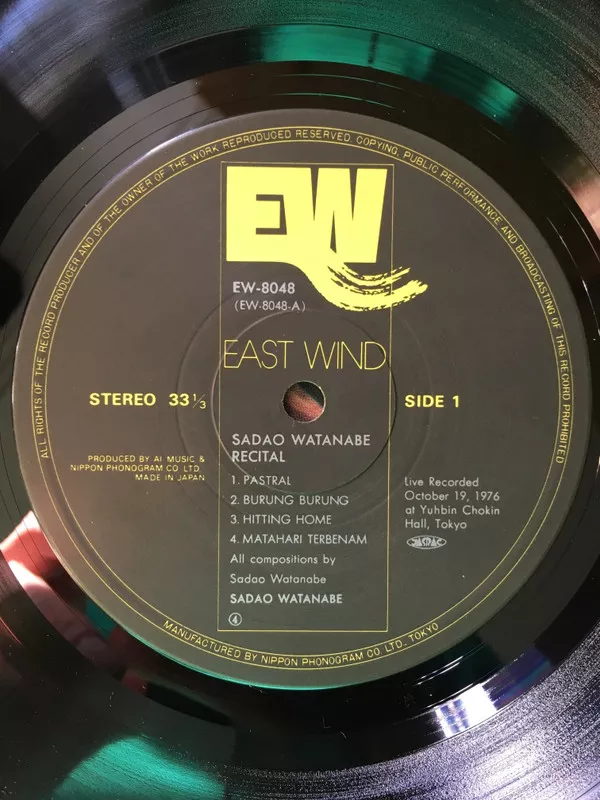 ALL RIGHTS OF THE RECORD PRODUCER AND OF THE OWNER OF THE WORK REPRODUCED RESERVED. COPYING, PUBLIC PERFORMANCE AND BROADCASTING OF THIS RECORD PROHIBITED
EW
EW-8048
(EW-8048-A)
EAST WIND
STEREO 33 1/3
SIDE 1
SADAO WATANABE
RECITAL
PRODUCED BY AI MUSIC &
NIPPON PHONOGRAM CO. LTD.
MADE IN JAPAN
1. PASTRAL
2. BURUNG BURUNG
3. HITTING HOME
4. MATAHARI TERBENAM
All compositions by
Sadao Watanabe
SADAO WATANABE
④
Live Recorded
October 19, 1976
at Yuhbin Chokin
Hall, Tokyo
JASRAC
MANUFACTURED BY NIPPON PHONOGRAM CO. LTD., TOKYO